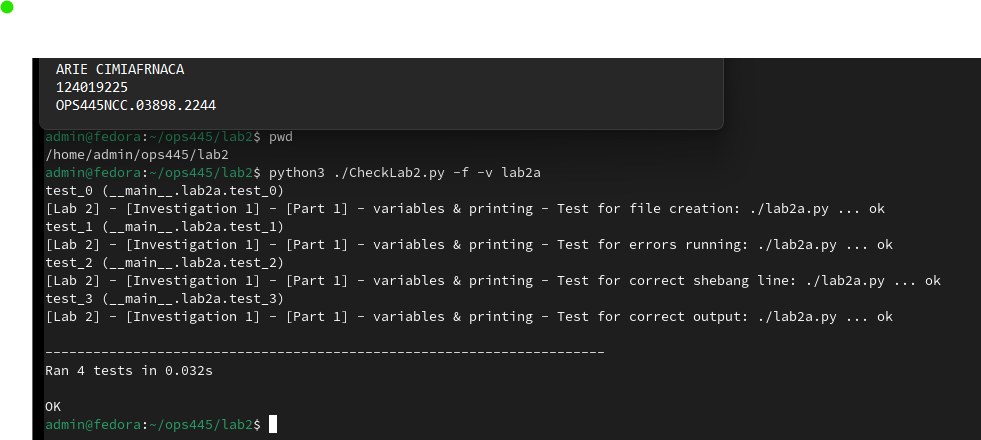 ARIE CIMIAFRNACA
124019225
OPS445NCC.03898.2244
admin@fedora:~/ops445/lab2$ pwd
/home/admin/ops445/lab2
admin@fedora:~/ops445/lab2$ python3 ./CheckLab2.py -f -v lab2a
test_0 (__main__.lab2a.test_0)
[Lab 2] - [Investigation 1] - [Part 1] - variables & printing - Test for file creation: ./lab2a.py ... ok
test_1 (__main__.lab2a.test_1)
[Lab 2] - [Investigation 1] - [Part 1] - variables & printing - Test for errors running: ./lab2a.py ... ok
test_2 (__main__.lab2a.test_2)
[Lab 2] - [Investigation 1] - [Part 1] - variables & printing - Test for correct shebang line: ./lab2a.py ... ok
test_3 (__main__.lab2a.test_3)
[Lab 2] - [Investigation 1] - [Part 1] - variables & printing - Test for correct output: ./lab2a.py ... ok
----------------------------------------------------------------------
Ran 4 tests in 0.032s
OK
admin@fedora:~/ops445/lab2$